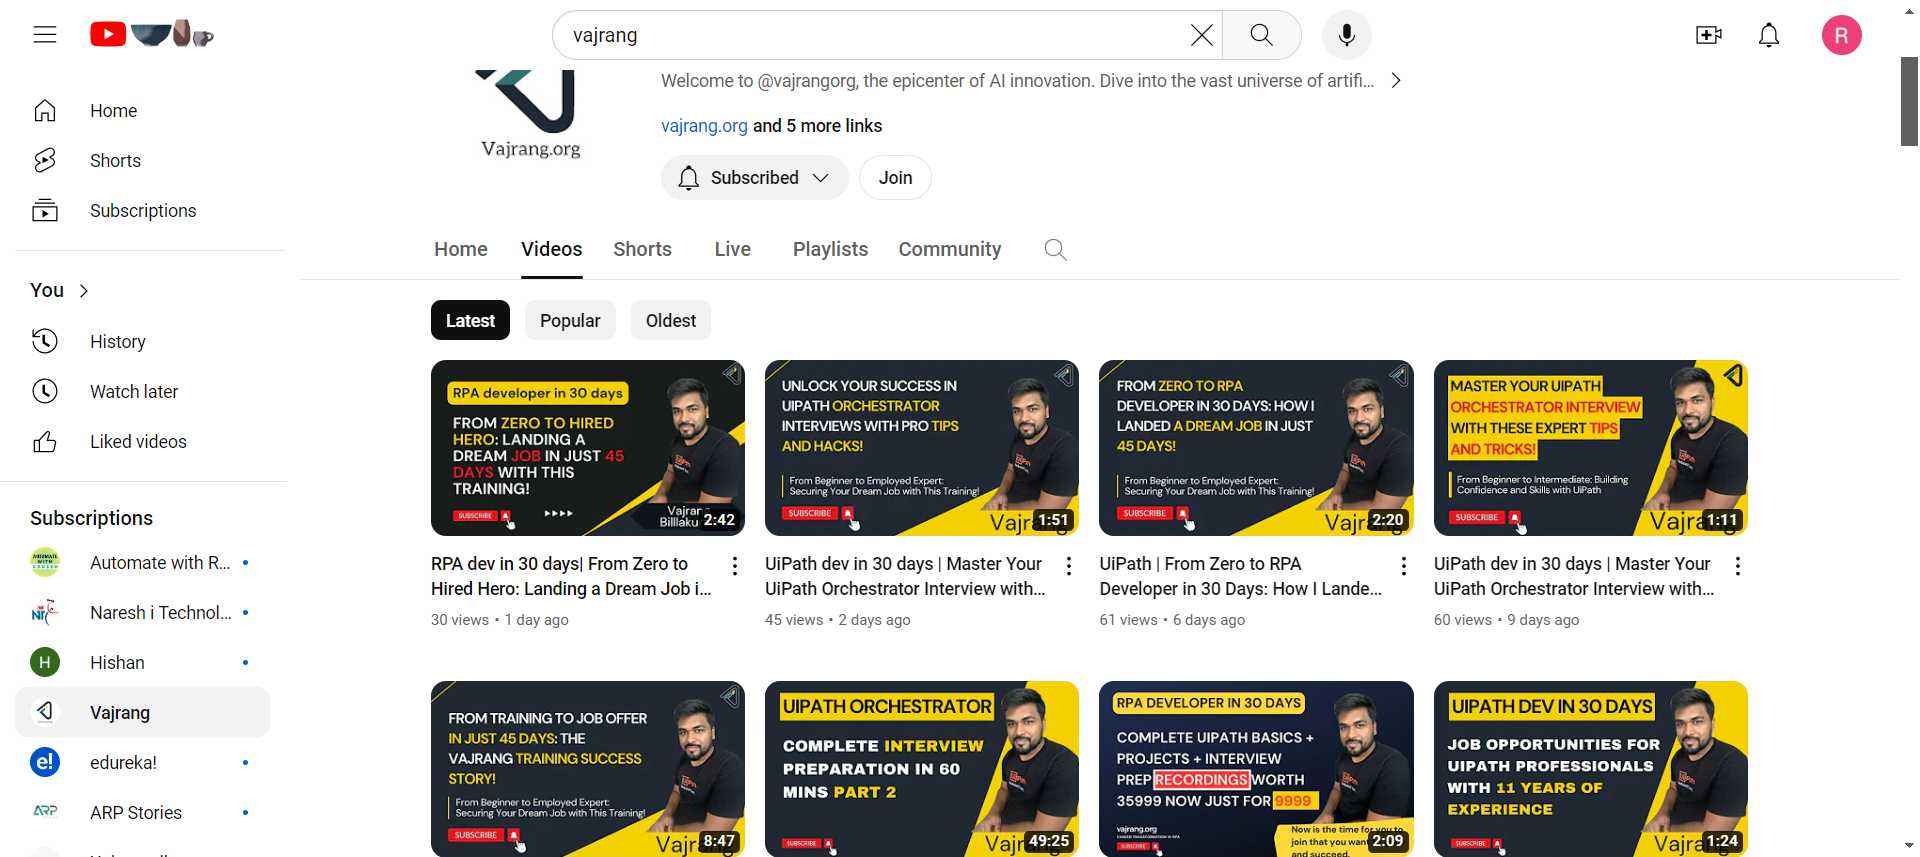 vajrang
R
Home
Shorts
Subscriptions
You
History
Watch later
Liked videos
Subscriptions
Automate with R...
Naresh i Technol...
H
Hishan
Vajrang
e!
edureka!
ARP
ARP Stories
Vajrang.org
Welcome to @vajrangorg, the epicenter of AI innovation. Dive into the vast universe of artifi...
vajrang.org and 5 more links
Subscribed
Join
Home
Videos
Shorts
Live
Playlists
Community
Latest
Popular
Oldest
RPA developer in 30 days
FROM ZERO TO HIRED
HERO: LANDING A
DREAM JOB IN JUST 45
DAYS WITH THIS
TRAINING!
SUBSCRIBE
Vajrang
Billlaku
2:42
RPA dev in 30 days| From Zero to
Hired Hero: Landing a Dream Job i...
30 views • 1 day ago
UNLOCK YOUR SUCCESS IN
UIPATH ORCHESTRATOR
INTERVIEWS WITH PRO TIPS
AND HACKS!
From Beginner to Employed Expert:
Securing Your Dream Job with This Training!
SUBSCRIBE
1:51
UiPath dev in 30 days | Master Your
UiPath Orchestrator Interview with...
45 views • 2 days ago
FROM ZERO TO RPA
DEVELOPER IN 30 DAYS: HOW I
LANDED A DREAM JOB IN JUST
45 DAYS!
From Beginner to Employed Expert:
Securing Your Dream Job with This Training!
SUBSCRIBE
2:20
UiPath | From Zero to RPA
Developer in 30 Days: How I Lande...
61 views • 6 days ago
MASTER YOUR UIPATH
ORCHESTRATOR INTERVIEW
WITH THESE EXPERT TIPS
AND TRICKS!
From Beginner to Intermediate: Building
Confidence and Skills with UiPath
SUBSCRIBE
1:11
UiPath dev in 30 days | Master Your
UiPath Orchestrator Interview with...
60 views • 9 days ago
FROM TRAINING TO JOB OFFER
IN JUST 45 DAYS: THE
VAJRANG TRAINING SUCCESS
STORY!
From Beginner to Employed Expert:
Securing Your Dream Job with This Training!
SUBSCRIBE
8:47
UIPATH ORCHESTRATOR
COMPLETE INTERVIEW
PREPARATION IN 60
MINS PART 2
SUBSCRIBE
49:25
RPA DEVELOPER IN 30 DAYS
COMPLETE UIPATH BASICS +
PROJECTS + INTERVIEW
PREP RECORDINGS WORTH
35999 NOW JUST FOR 9999
vajrang.org
SUBSCRIBE
Now is the time for you to
join that you want
and succeed.
2:09
UIPATH DEV IN 30 DAYS
JOB OPPORTUNITIES FOR
UIPATH PROFESSIONALS
WITH 11 YEARS OF
EXPERIENCE
SUBSCRIBE
1:24